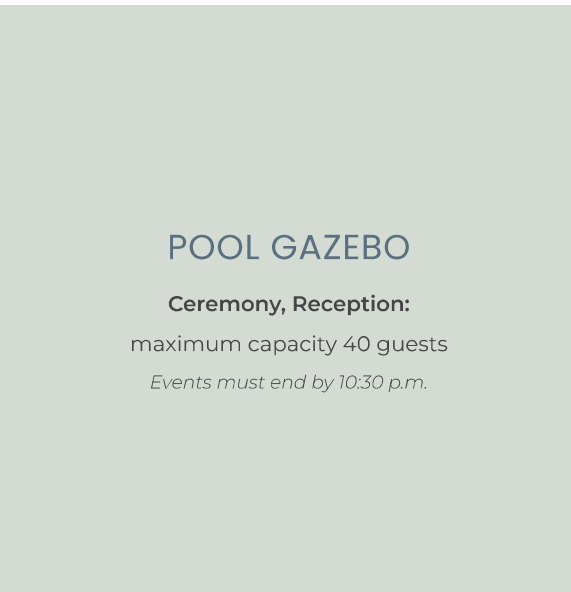 POOL GAZEBO
Ceremony, Reception:
maximum capacity 40 guests
Events must end by 10:30 p.m.